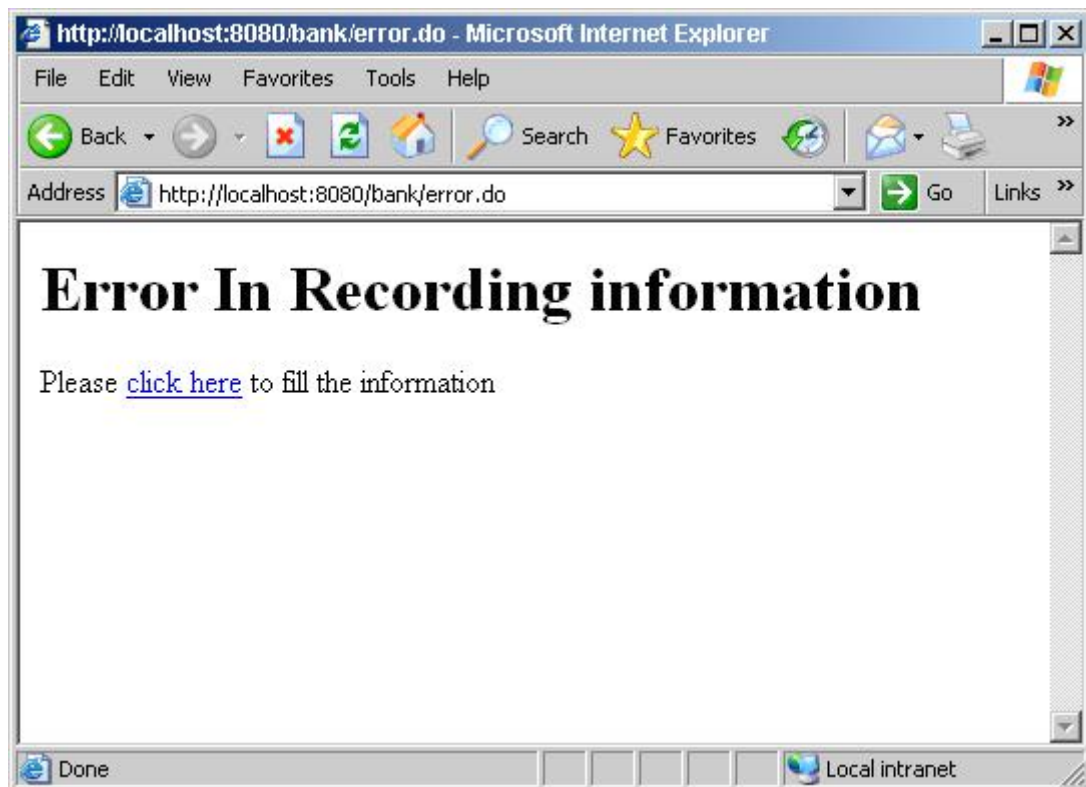 http://localhost:8080/bank/error.do - Microsoft Internet Explorer
File Edit View Favorites Tools Help
Back Search Favorites »
Address http://localhost:8080/bank/error.do Go Links »
Error In Recording information
Please click here to fill the information
Done Local intranet